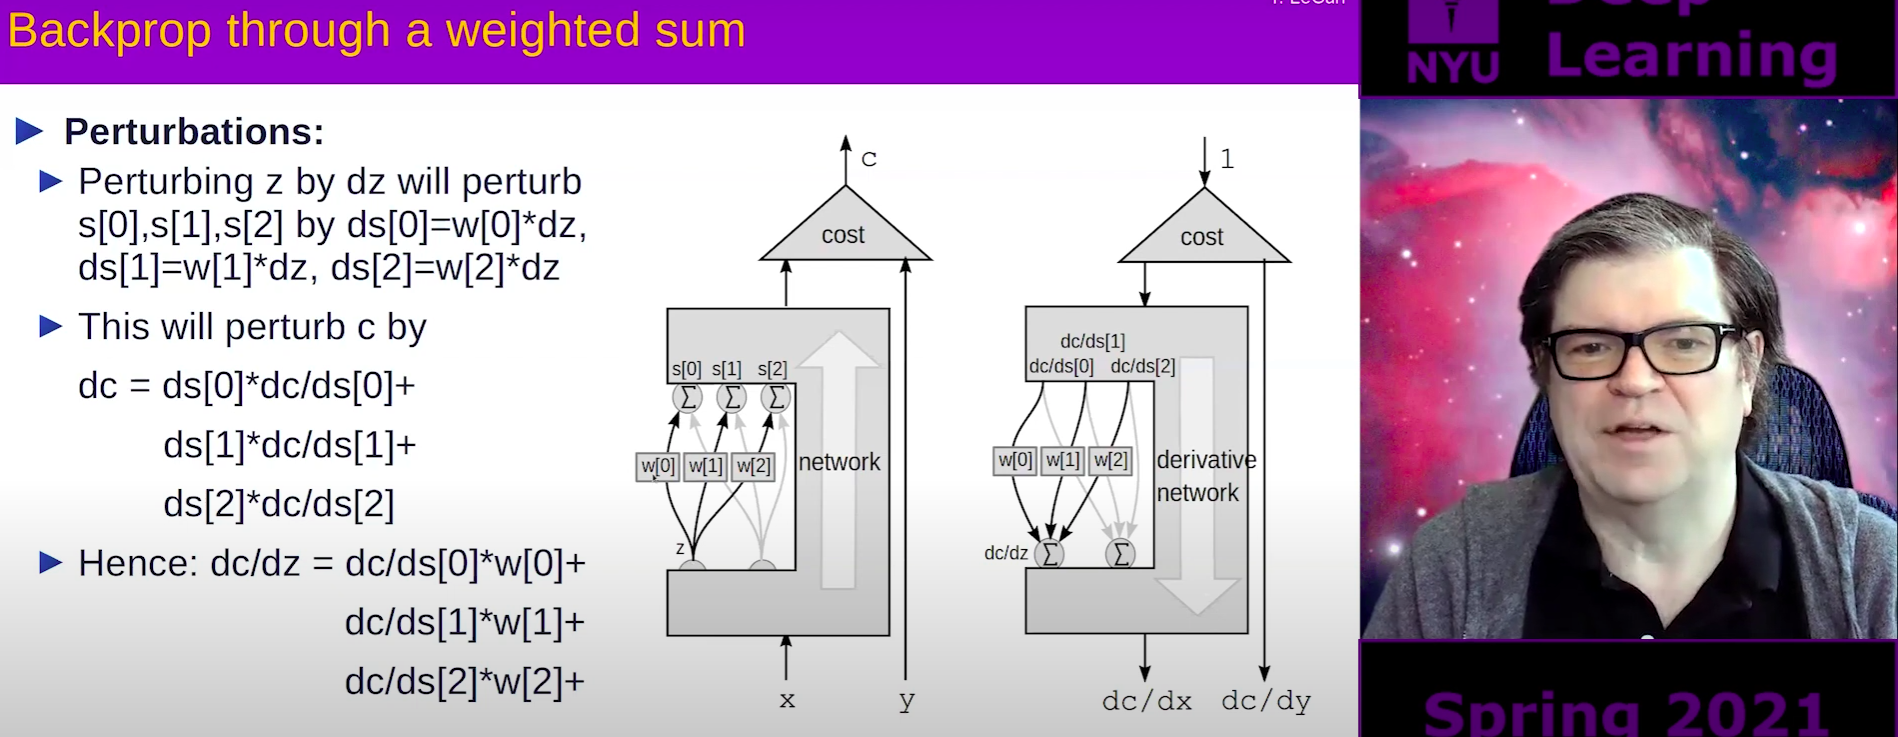 Y. LeCun
Backprop through a weighted sum
Perturbations:
Perturbing z by dz will perturb
s[0],s[1],s[2] by ds[0]=w[0]*dz,
ds[1]=w[1]*dz, ds[2]=w[2]*dz
This will perturb c by
dc = ds[0]*dc/ds[0]+
ds[1]*dc/ds[1]+
ds[2]*dc/ds[2]
Hence: dc/dz = dc/ds[0]*w[0]+
dc/ds[1]*w[1]+
dc/ds[2]*w[2]+
c
cost
s[0] s[1] s[2]
Σ Σ Σ
w[0] w[1] w[2]
network
z
x y
1
cost
dc/ds[1]
dc/ds[0] dc/ds[2]
w[0] w[1] w[2]
derivative
network
dc/dz Σ Σ
dc/dx dc/dy
Deep
Learning
NYU
Spring 2021